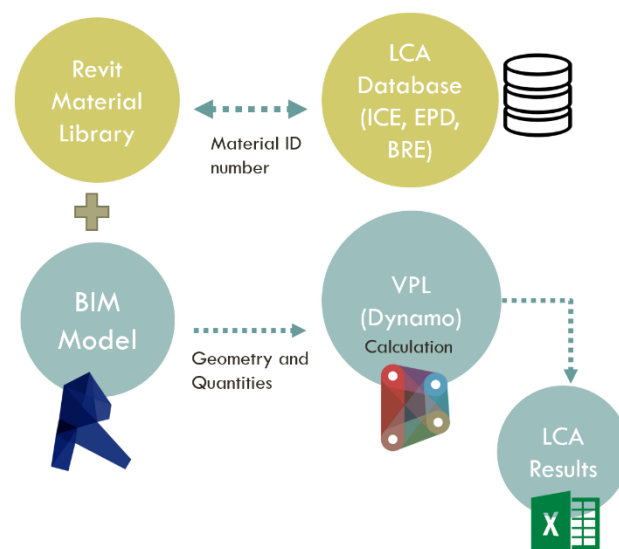 Revit
Material
Library
LCA
Database
(ICE, EPD,
BRE)
Material ID
number
BIM
Model
Geometry and
Quantities
VPL
(Dynamo)
Calculation
LCA
Results
X